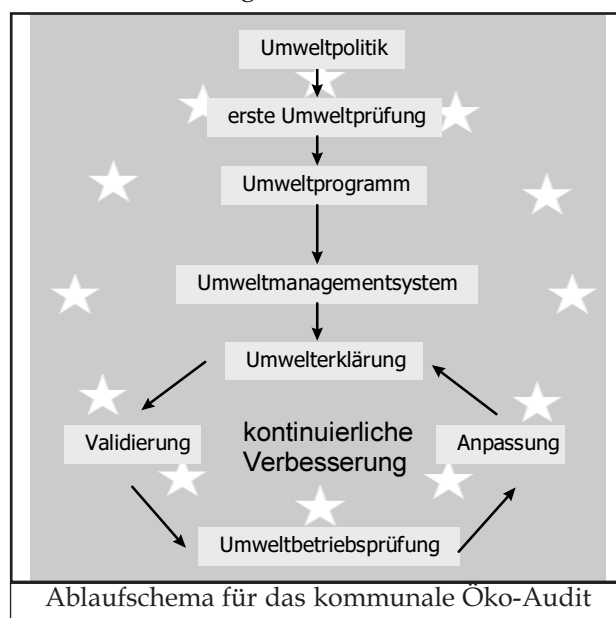 Umweltpolitik
erste Umweltprüfung
Umweltprogramm
Umweltmanagementsystem
Umwelterklärung
Validierung
kontinuierliche
Verbesserung
Anpassung
Umweltbetriebsprüfung
Ablaufschema für das kommunale Öko-Audit